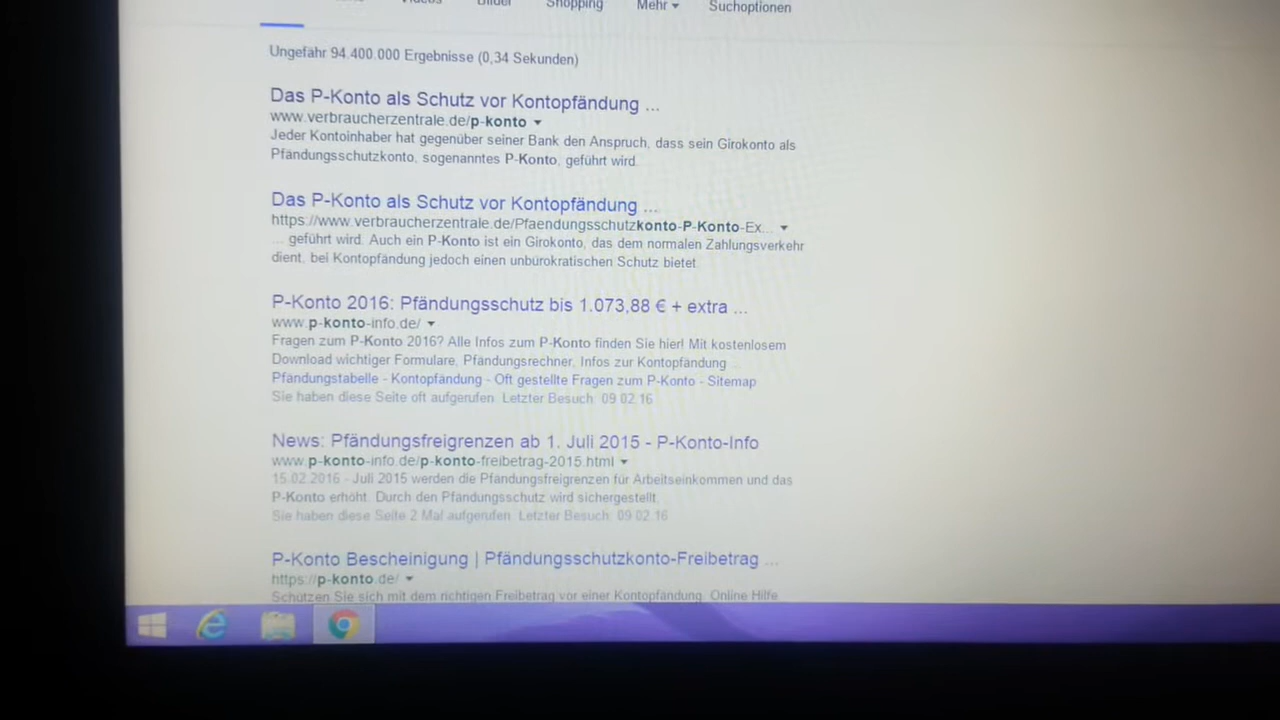 Videos Bilder Shopping Mehr Suchoptionen
Ungefähr 94.400.000 Ergebnisse (0,34 Sekunden)
Das P-Konto als Schutz vor Kontopfändung ...
www.verbraucherzentrale.de/p-konto
Jeder Kontoinhaber hat gegenüber seiner Bank den Anspruch, dass sein Girokonto als
Pfändungsschutzkonto, sogenanntes P-Konto, geführt wird.
Das P-Konto als Schutz vor Kontopfändung ...
https://www.verbraucherzentrale.de/Pfaendungsschutzkonto-P-Konto-Ex...
... geführt wird. Auch ein P-Konto ist ein Girokonto, das dem normalen Zahlungsverkehr
dient, bei Kontopfändung jedoch einen unbürokratischen Schutz bietet.
P-Konto 2016: Pfändungsschutz bis 1.073,88 € + extra ...
www.p-konto-info.de/
Fragen zum P-Konto 2016? Alle Infos zum P-Konto finden Sie hier! Mit kostenlosem
Download wichtiger Formulare, Pfändungsrechner, Infos zur Kontopfändung
Pfändungstabelle - Kontopfändung - Oft gestellte Fragen zum P-Konto - Sitemap
Sie haben diese Seite oft aufgerufen. Letzter Besuch: 09.02.16
News: Pfändungsfreigrenzen ab 1. Juli 2015 - P-Konto-Info
www.p-konto-info.de/p-konto-freibetrag-2015.html
15.02.2016 - Juli 2015 werden die Pfändungsfreigrenzen für Arbeitseinkommen und das
P-Konto erhöht. Durch den Pfändungsschutz wird sichergestellt,
Sie haben diese Seite 2 Mal aufgerufen. Letzter Besuch: 09.02.16
P-Konto Bescheinigung | Pfändungsschutzkonto-Freibetrag ...
https://p-konto.de/
Schützen Sie sich mit dem richtigen Freibetrag vor einer Kontopfändung. Online Hilfe